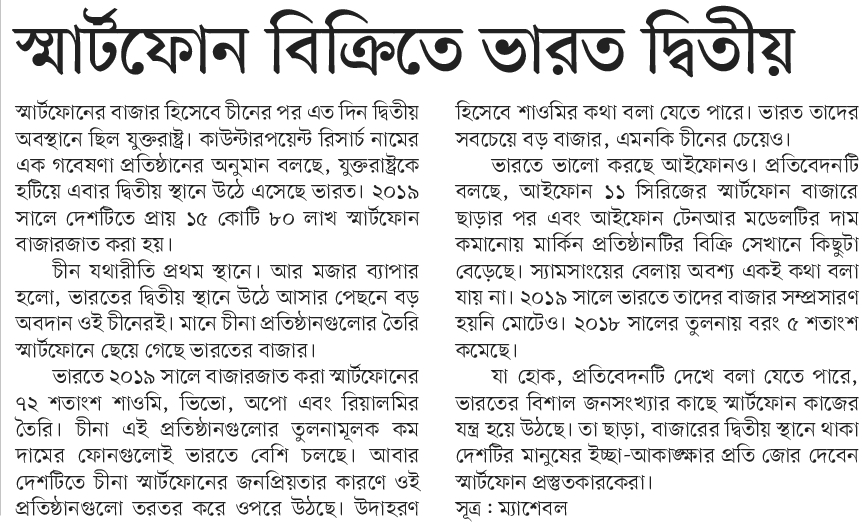 স্মার্টফোন বিক্রিতে ভারত দ্বিতীয়
স্মার্টফোনের বাজার হিসেবে চীনের পর এত দিন দ্বিতীয়
অবস্থানে ছিল যুক্তরাষ্ট্র। কাউন্টারপয়েন্ট রিসার্চ নামের
এক গবেষণা প্রতিষ্ঠানের অনুমান বলছে, যুক্তরাষ্ট্রকে
হটিয়ে এবার দ্বিতীয় স্থানে উঠে এসেছে ভারত। ২০১৯
সালে দেশটিতে প্রায় ১৫ কোটি ৮০ লাখ স্মার্টফোন
বাজারজাত করা হয়।
চীন যথারীতি প্রথম স্থানে। আর মজার ব্যাপার
হলো, ভারতের দ্বিতীয় স্থানে উঠে আসার পেছনে বড়
অবদান ওই চীনেরই। মানে চীনা প্রতিষ্ঠানগুলোর তৈরি
স্মার্টফোনে ছেয়ে গেছে ভারতের বাজার।
ভারতে ২০১৯ সালে বাজারজাত করা স্মার্টফোনের
৭২ শতাংশ শাওমি, ভিভো, অপো এবং রিয়ালমির
তৈরি। চীনা এই প্রতিষ্ঠানগুলোর তুলনামূলক কম
দামের ফোনগুলোই ভারতে বেশি চলছে। আবার
দেশটিতে চীনা স্মার্টফোনের জনপ্রিয়তার কারণে ওই
প্রতিষ্ঠানগুলো তরতর করে ওপরে উঠছে। উদাহরণ
হিসেবে শাওমির কথা বলা যেতে পারে। ভারত তাদের
সবচেয়ে বড় বাজার, এমনকি চীনের চেয়েও।
ভারতে ভালো করছে আইফোনও। প্রতিবেদনটি
বলছে, আইফোন ১১ সিরিজের স্মার্টফোন বাজারে
ছাড়ার পর এবং আইফোন টেনআর মডেলটির দাম
কমানোয় মার্কিন প্রতিষ্ঠানটির বিক্রি সেখানে কিছুটা
বেড়েছে। স্যামসাংয়ের বেলায় অবশ্য একই কথা বলা
যায় না। ২০১৯ সালে ভারতে তাদের বাজার সম্প্রসারণ
হয়নি মোটেও। ২০১৮ সালের তুলনায় বরং ৫ শতাংশ
কমেছে।
যা হোক, প্রতিবেদনটি দেখে বলা যেতে পারে,
ভারতের বিশাল জনসংখ্যার কাছে স্মার্টফোন কাজের
যন্ত্র হয়ে উঠছে। তা ছাড়া, বাজারের দ্বিতীয় স্থানে থাকা
দেশটির মানুষের ইচ্ছা-আকাঙ্ক্ষার প্রতি জোর দেবেন
স্মার্টফোন প্রস্তুতকারকেরা।
সূত্র : ম্যাশেবল